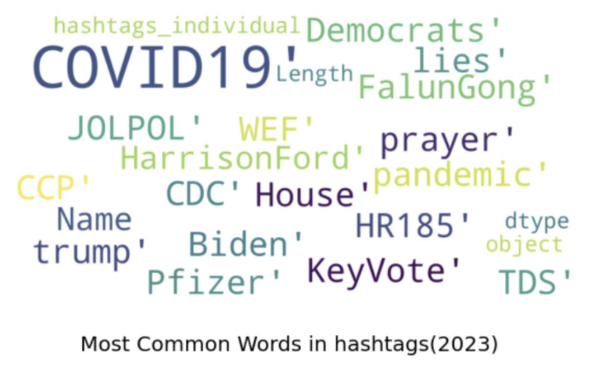 hashtags_individual Democrats'
COVID19' Length lies'
FalunGong'
JOLPOL' WEF' prayer'
HarrisonFord' pandemic'
CCP' CDC' House'
Name HR185' dtype
trump' Biden' object
Pfizer' KeyVote' TDS'
Most Common Words in hashtags(2023)